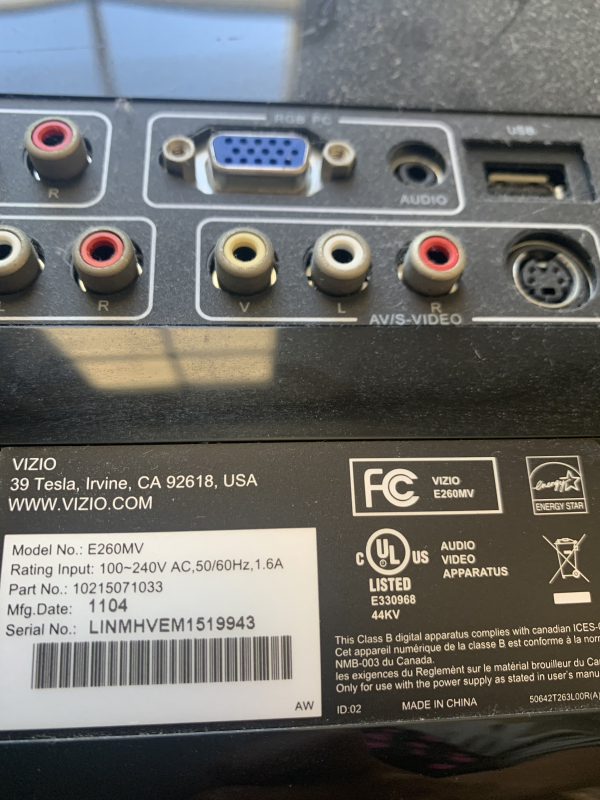 RGB PC
USB
R
AUDIO
L
R
V
L
R
AV/S-VIDEO
VIZIO
39 Tesla, Irvine, CA 92618, USA
WWW.VIZIO.COM
Model No.: E260MV
Rating Input: 100~240V AC,50/60Hz,1.6A
Part No.: 10215071033
Mfg.Date: 1104
Serial No.: LINMHVEM1519943
AW
FC
VIZIO
E260MV
energy
ENERGY STAR
C UL US
LISTED
E330968
44KV
AUDIO
VIDEO
APPARATUS
This Class B digital apparatus complies with canadian ICES-
Cet appareil numérique de la classe B est conforme à la nor
NMB-003 du Canada.
les exigences du Reglemènt sur le matérial brouilleur du Ca
Only for use with the power supply as stated in user's manu
ID:02
MADE IN CHINA
50642T263L00R(A)